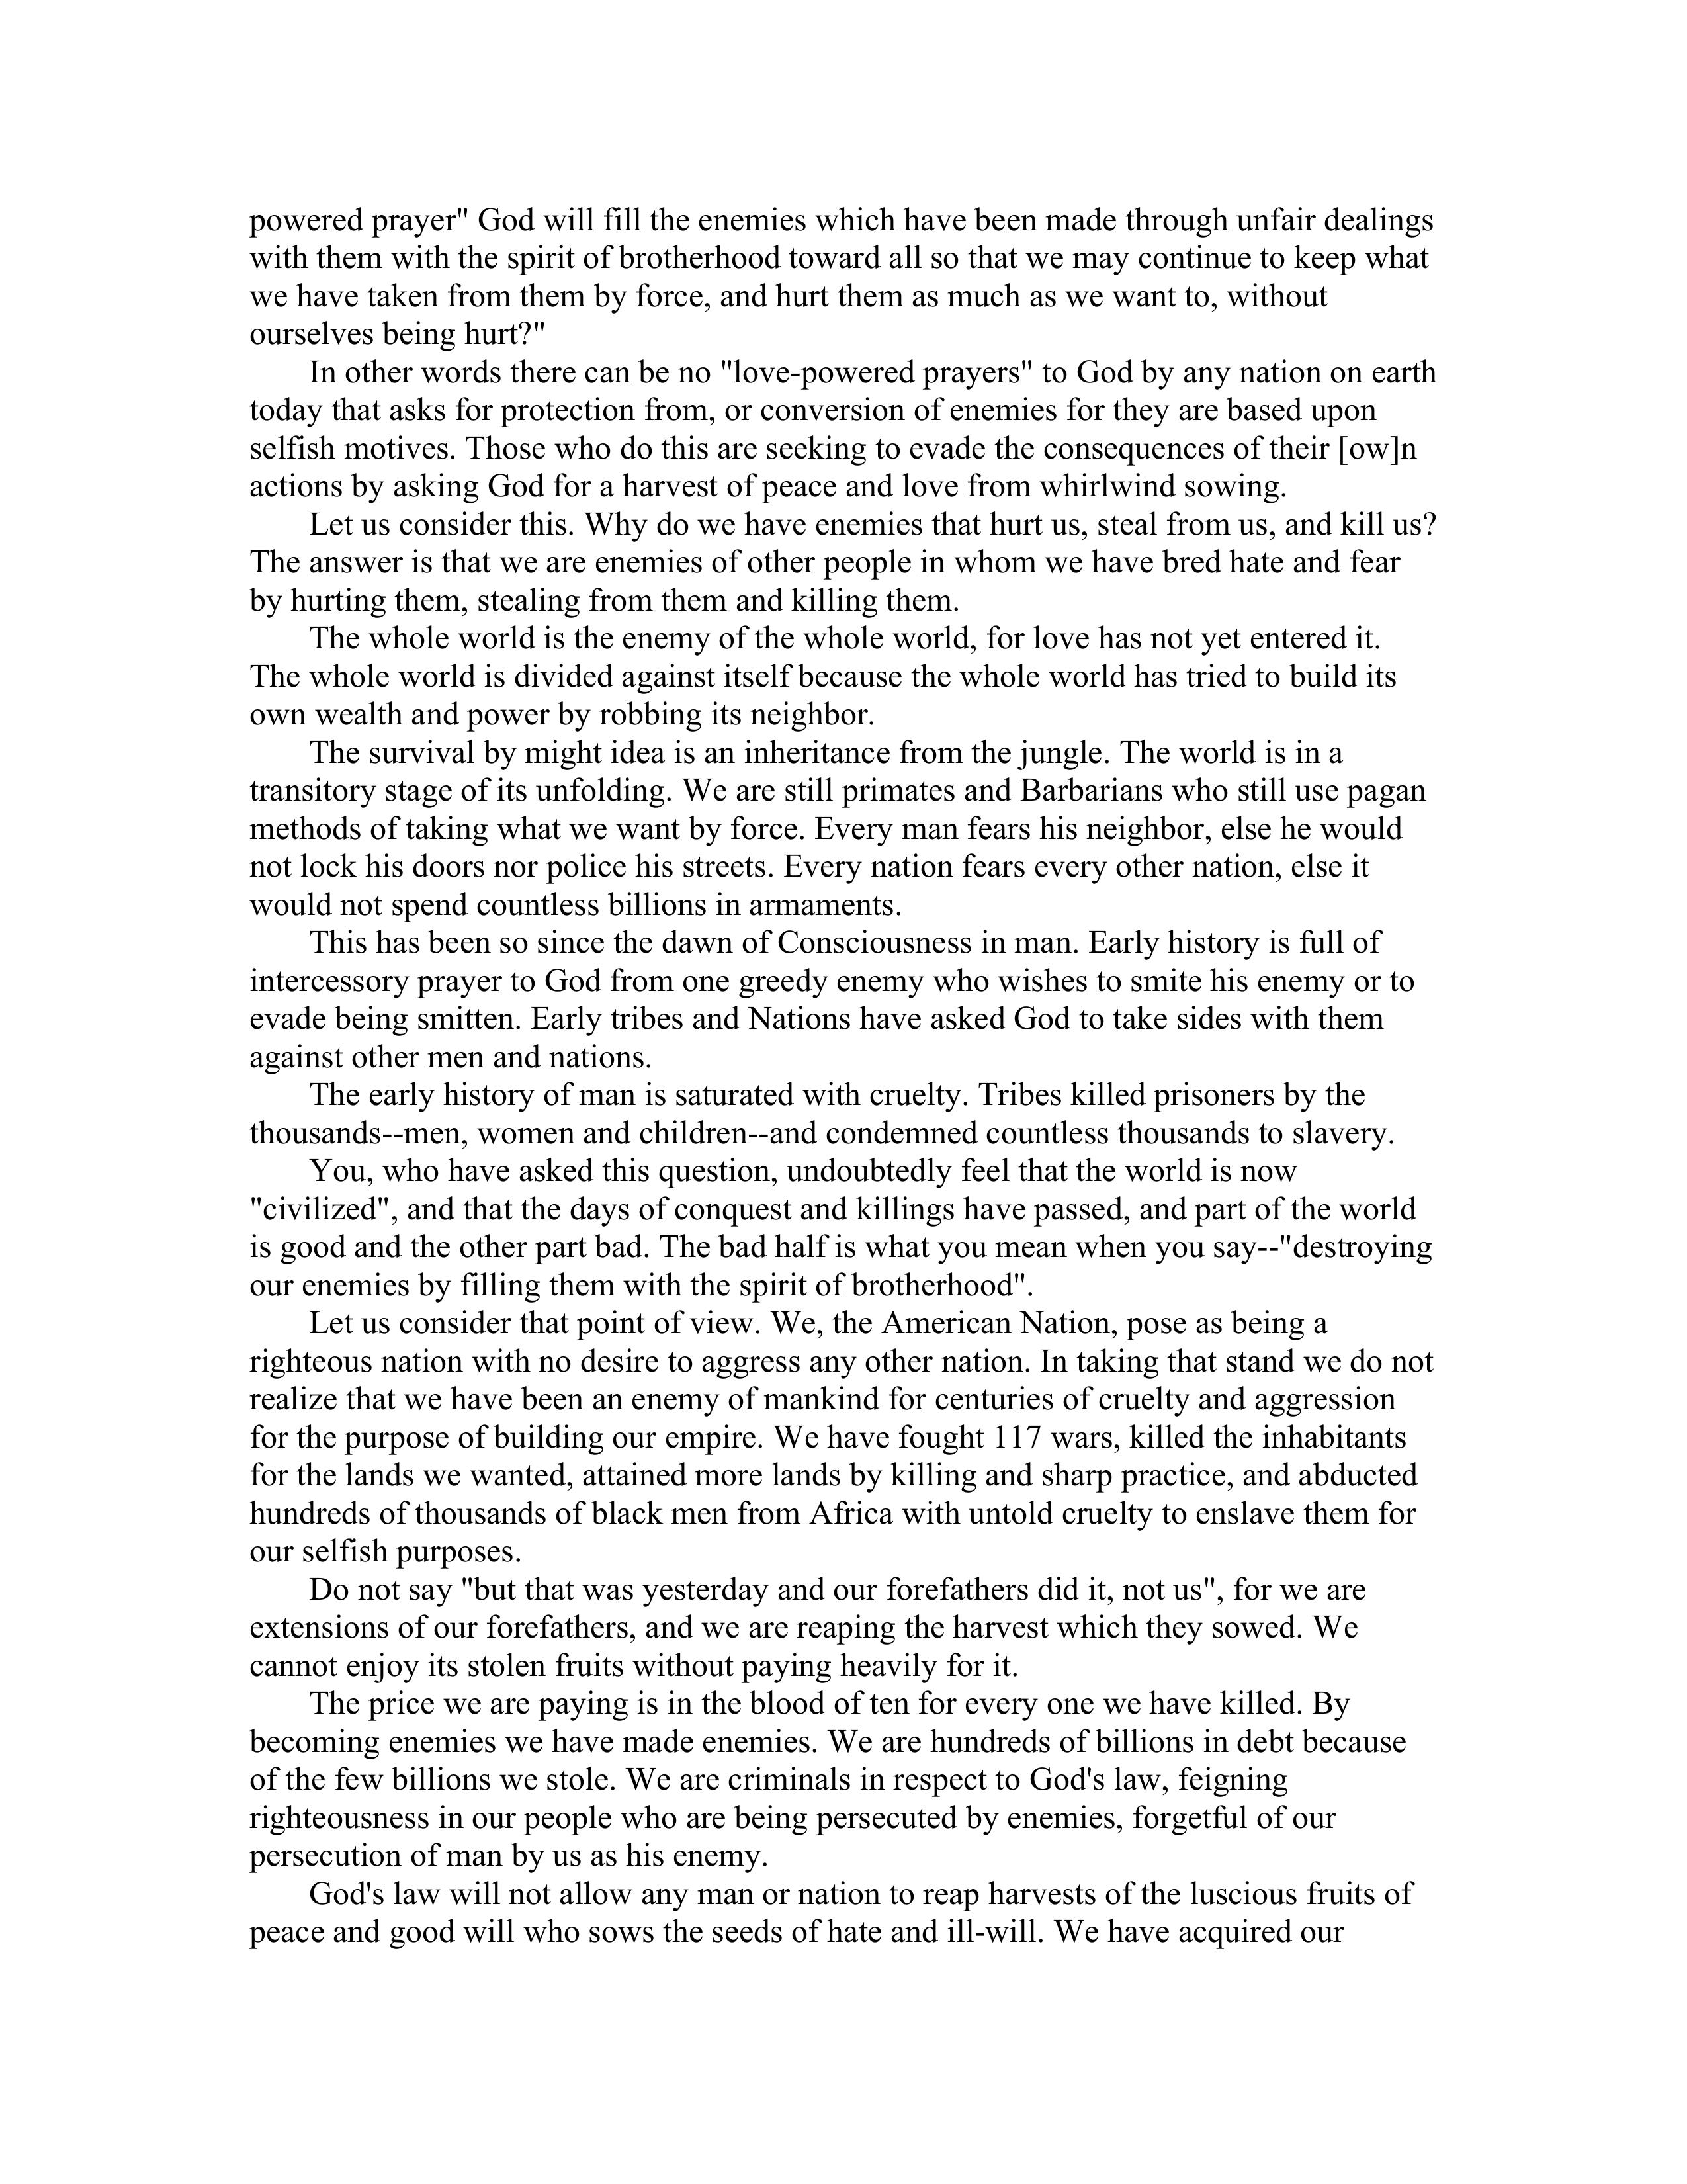 powered prayer" God will fill the enemies which have been made through unfair dealings
with them with the spirit of brotherhood toward all so that we may continue to keep what
we have taken from them by force, and hurt them as much as we want to, without
ourselves being hurt?"
In other words there can be no "love-powered prayers" to God by any nation on earth
today that asks for protection from, or conversion of enemies for they are based upon
selfish motives. Those who do this are seeking to evade the consequences of their [ow]n
actions by asking God for a harvest of peace and love from whirlwind sowing.
Let us consider this. Why do we have enemies that hurt us, steal from us, and kill us?
The answer is that we are enemies of other people in whom we have bred hate and fear
by hurting them, stealing from them and killing them.
The whole world is the enemy of the whole world, for love has not yet entered it.
The whole world is divided against itself because the whole world has tried to build its
own wealth and power by robbing its neighbor.
The survival by might idea is an inheritance from the jungle. The world is in a
transitory stage of its unfolding. We are still primates and Barbarians who still use pagan
methods of taking what we want by force. Every man fears his neighbor, else he would
not lock his doors nor police his streets. Every nation fears every other nation, else it
would not spend countless billions in armaments.
This has been so since the dawn of Consciousness in man. Early history is full of
intercessory prayer to God from one greedy enemy who wishes to smite his enemy or to
evade being smitten. Early tribes and Nations have asked God to take sides with them
against other men and nations.
The early history of man is saturated with cruelty. Tribes killed prisoners by the
thousands--men, women and children--and condemned countless thousands to slavery.
You, who have asked this question, undoubtedly feel that the world is now
"civilized", and that the days of conquest and killings have passed, and part of the world
is good and the other part bad. The bad half is what you mean when you say--"destroying
our enemies by filling them with the spirit of brotherhood".
Let us consider that point of view. We, the American Nation, pose as being a
righteous nation with no desire to aggress any other nation. In taking that stand we do not
realize that we have been an enemy of mankind for centuries of cruelty and aggression
for the purpose of building our empire. We have fought 117 wars, killed the inhabitants
for the lands we wanted, attained more lands by killing and sharp practice, and abducted
hundreds of thousands of black men from Africa with untold cruelty to enslave them for
our selfish purposes.
Do not say "but that was yesterday and our forefathers did it, not us", for we are
extensions of our forefathers, and we are reaping the harvest which they sowed. We
cannot enjoy its stolen fruits without paying heavily for it.
The price we are paying is in the blood of ten for every one we have killed. By
becoming enemies we have made enemies. We are hundreds of billions in debt because
of the few billions we stole. We are criminals in respect to God's law, feigning
righteousness in our people who are being persecuted by enemies, forgetful of our
persecution of man by us as his enemy.
God's law will not allow any man or nation to reap harvests of the luscious fruits of
peace and good will who sows the seeds of hate and ill-will. We have acquired our